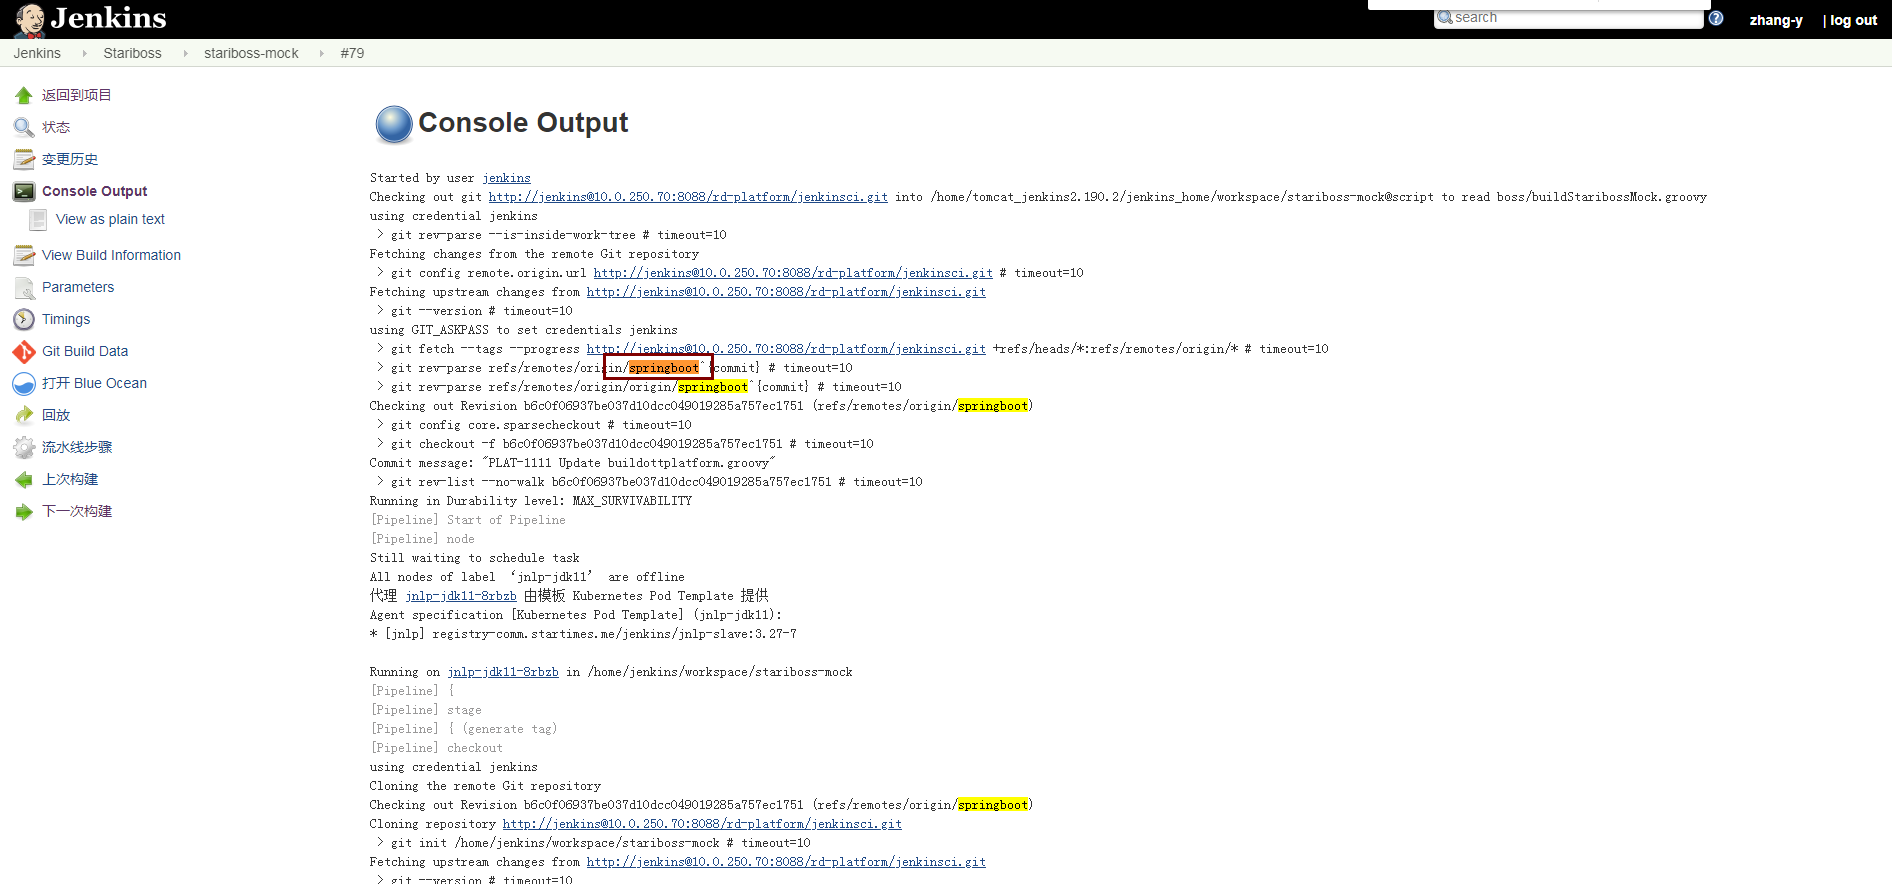 Jenkins
search
zhang-y
| log out
Jenkins
Stariboss
stariboss-mock
#79
返回到项目
状态
变更历史
Console Output
View as plain text
View Build Information
Parameters
Timings
Git Build Data
打开 Blue Ocean
回放
流水线步骤
上次构建
下一次构建
Console Output
Started by user jenkins
Checking out git http://jenkins@10.0.250.70:8088/rd-platform/jenkinsci.git into /home/tomcat_jenkins2.190.2/jenkins_home/workspace/stariboss-mock@script to read boss/buildStaribossMock.groovy
using credential jenkins
> git rev-parse --is-inside-work-tree # timeout=10
Fetching changes from the remote Git repository
> git config remote.origin.url http://jenkins@10.0.250.70:8088/rd-platform/jenkinsci.git # timeout=10
Fetching upstream changes from http://jenkins@10.0.250.70:8088/rd-platform/jenkinsci.git
> git --version # timeout=10
using GIT_ASKPASS to set credentials jenkins
> git fetch --tags --progress http://jenkins@10.0.250.70:8088/rd-platform/jenkinsci.git +refs/heads/*:refs/remotes/origin/* # timeout=10
> git rev-parse refs/remotes/origin/springboot^{commit} # timeout=10
> git rev-parse refs/remotes/origin/origin/springboot^{commit} # timeout=10
Checking out Revision b6c0f06937be037d10dcc049019285a757ec1751 (refs/remotes/origin/springboot)
> git config core.sparsecheckout # timeout=10
> git checkout -f b6c0f06937be037d10dcc049019285a757ec1751 # timeout=10
Commit message: "PLAT-1111 Update buildottplatform.groovy"
> git rev-list --no-walk b6c0f06937be037d10dcc049019285a757ec1751 # timeout=10
Running in Durability level: MAX_SURVIVABILITY
[Pipeline] Start of Pipeline
[Pipeline] node
Still waiting to schedule task
All nodes of label ‘jnlp-jdk11’ are offline
代理 jnlp-jdk11-8rbzb 由模板 Kubernetes Pod Template 提供
Agent specification [Kubernetes Pod Template] (jnlp-jdk11):
* [jnlp] registry-comm.startimes.me/jenkins/jnlp-slave:3.27-7
Running on jnlp-jdk11-8rbzb in /home/jenkins/workspace/stariboss-mock
[Pipeline] {
[Pipeline] stage
[Pipeline] { (generate tag)
[Pipeline] checkout
using credential jenkins
Cloning the remote Git repository
Checking out Revision b6c0f06937be037d10dcc049019285a757ec1751 (refs/remotes/origin/springboot)
Cloning repository http://jenkins@10.0.250.70:8088/rd-platform/jenkinsci.git
> git init /home/jenkins/workspace/stariboss-mock # timeout=10
Fetching upstream changes from http://jenkins@10.0.250.70:8088/rd-platform/jenkinsci.git
> git --version # timeout=10